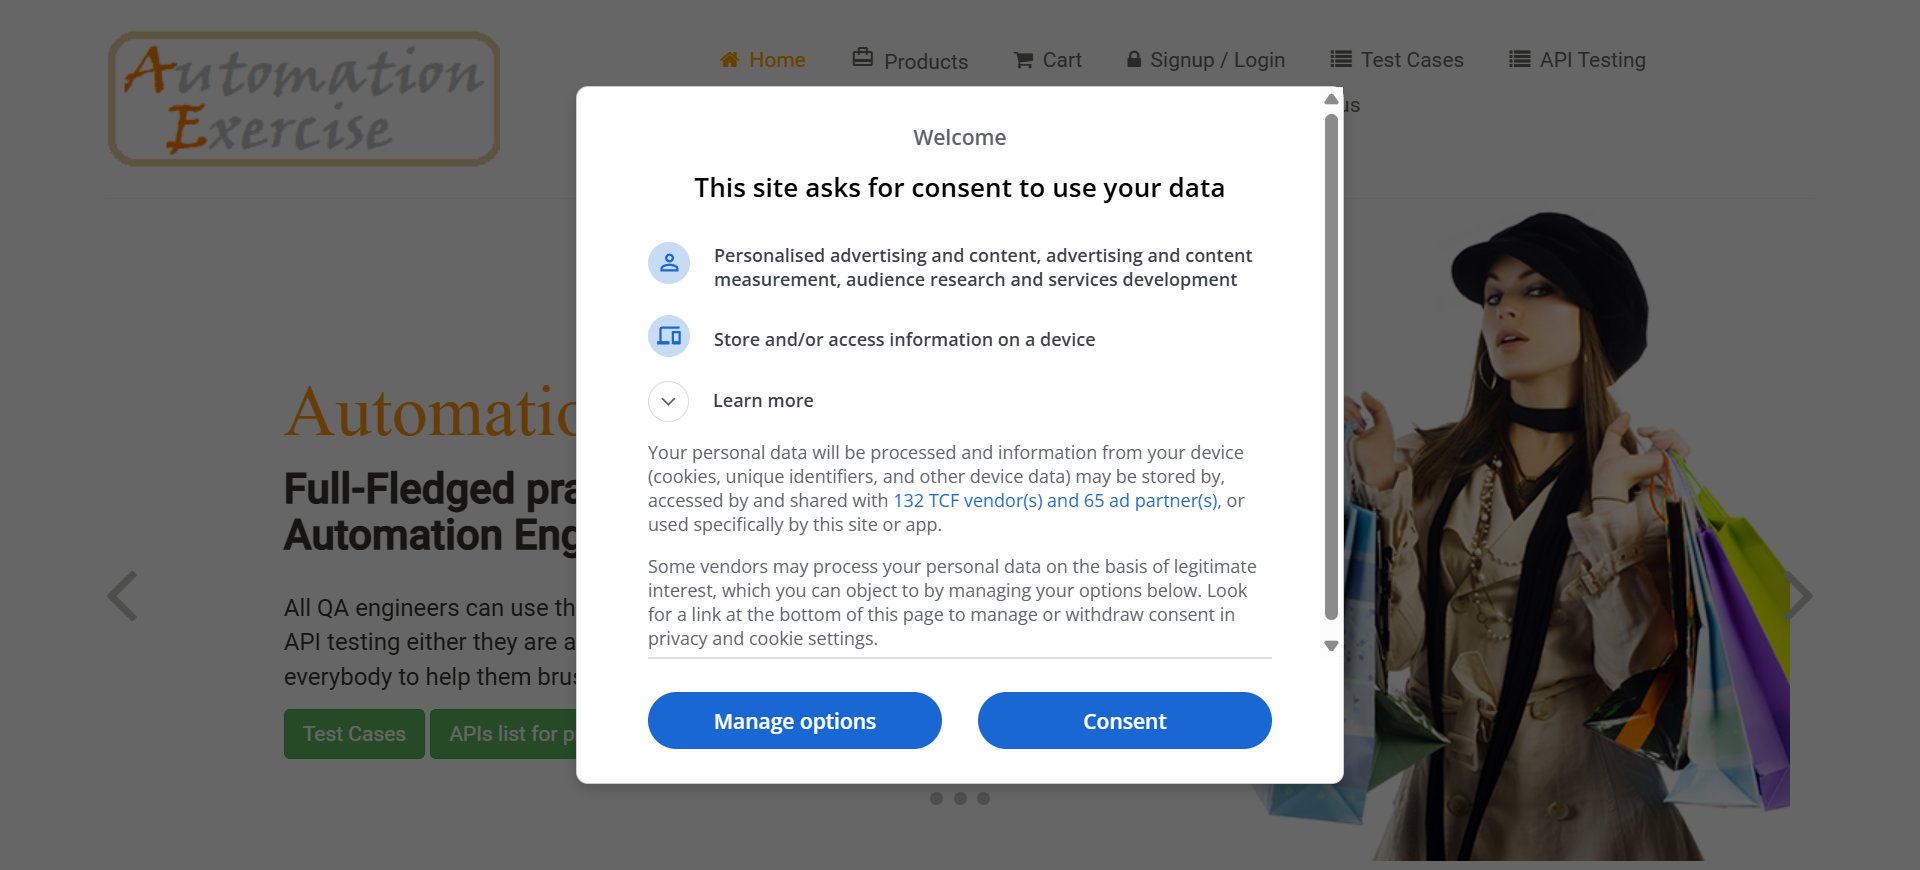 Automation
Exercise
Home
Products
Cart
Signup / Login
Test Cases
API Testing
us
Welcome
This site asks for consent to use your data
Personalised advertising and content, advertising and content
measurement, audience research and services development
Store and/or access information on a device
Learn more
Your personal data will be processed and information from your device
(cookies, unique identifiers, and other device data) may be stored by,
accessed by and shared with 132 TCF vendor(s) and 65 ad partner(s), or
used specifically by this site or app.
Some vendors may process your personal data on the basis of legitimate
interest, which you can object to by managing your options below. Look
for a link at the bottom of this page to manage or withdraw consent in
privacy and cookie settings.
Manage options
Consent
Automatio
Full-Fledged pra
Automation Eng
All QA engineers can use th
API testing either they are a
everybody to help them brus
Test Cases
APIs list for p